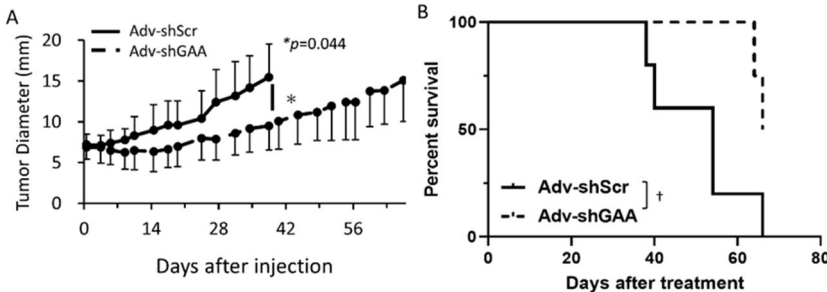 A
Adv-shScr
Adv-shGAA
*p=0.044
Tumor Diameter (mm)
20
15
10
5
0
*
0 14 28 42 56
Days after injection
B
Percent survival
100
50
0
Adv-shScr
Adv-shGAA
†
0 20 40 60 80
Days after treatment